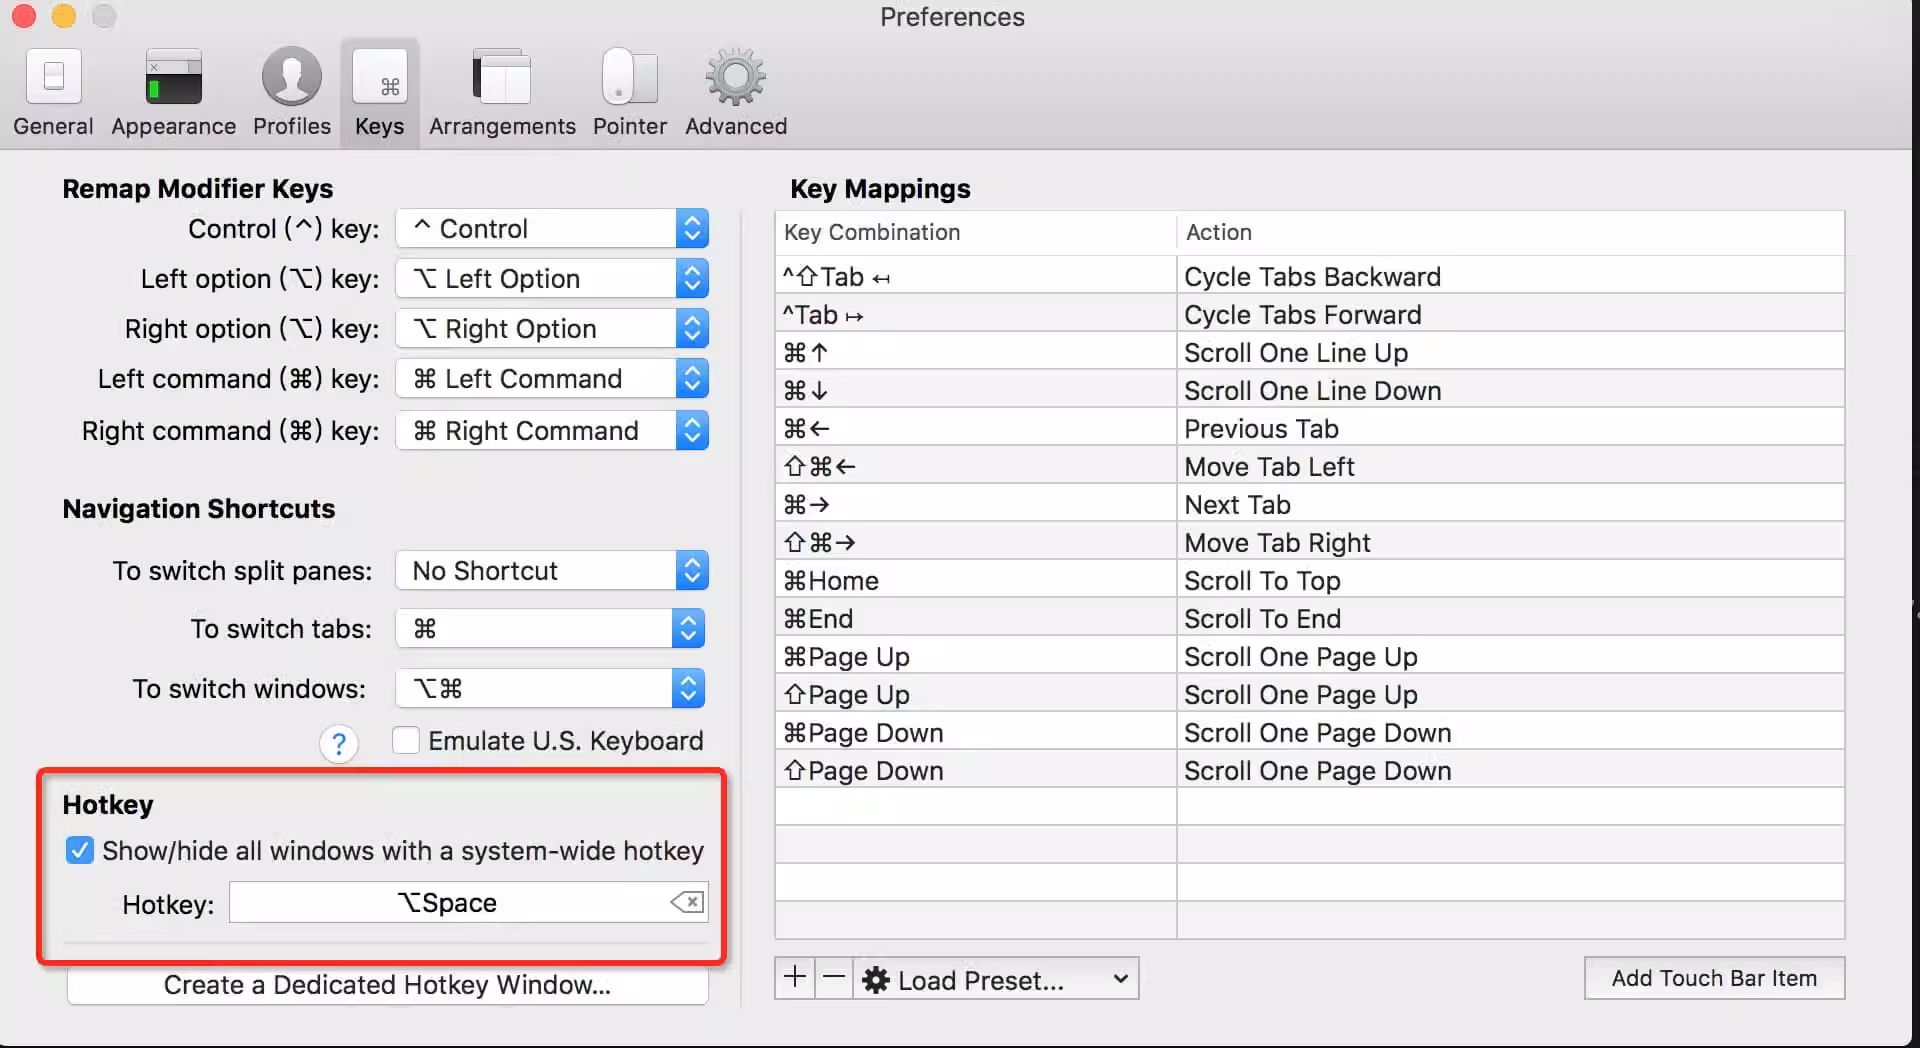 Preferences
General Appearance Profiles Keys Arrangements Pointer Advanced
Remap Modifier Keys
Control (^) key: ^ Control
Left option (⌥) key: ⌥ Left Option
Right option (⌥) key: ⌥ Right Option
Left command (⌘) key: ⌘ Left Command
Right command (⌘) key: ⌘ Right Command
Navigation Shortcuts
To switch split panes: No Shortcut
To switch tabs: ⌘
To switch windows: ⌥⌘
? Emulate U.S. Keyboard
Hotkey
Show/hide all windows with a system-wide hotkey
Hotkey: ⌥Space
Create a Dedicated Hotkey Window...
Key Mappings
Key Combination Action
^⇧Tab ↤ Cycle Tabs Backward
^Tab ↦ Cycle Tabs Forward
⌘↑ Scroll One Line Up
⌘↓ Scroll One Line Down
⌘← Previous Tab
⇧⌘← Move Tab Left
⌘→ Next Tab
⇧⌘→ Move Tab Right
⌘Home Scroll To Top
⌘End Scroll To End
⌘Page Up Scroll One Page Up
⇧Page Up Scroll One Page Up
⌘Page Down Scroll One Page Down
⇧Page Down Scroll One Page Down
+ − Load Preset... Add Touch Bar Item